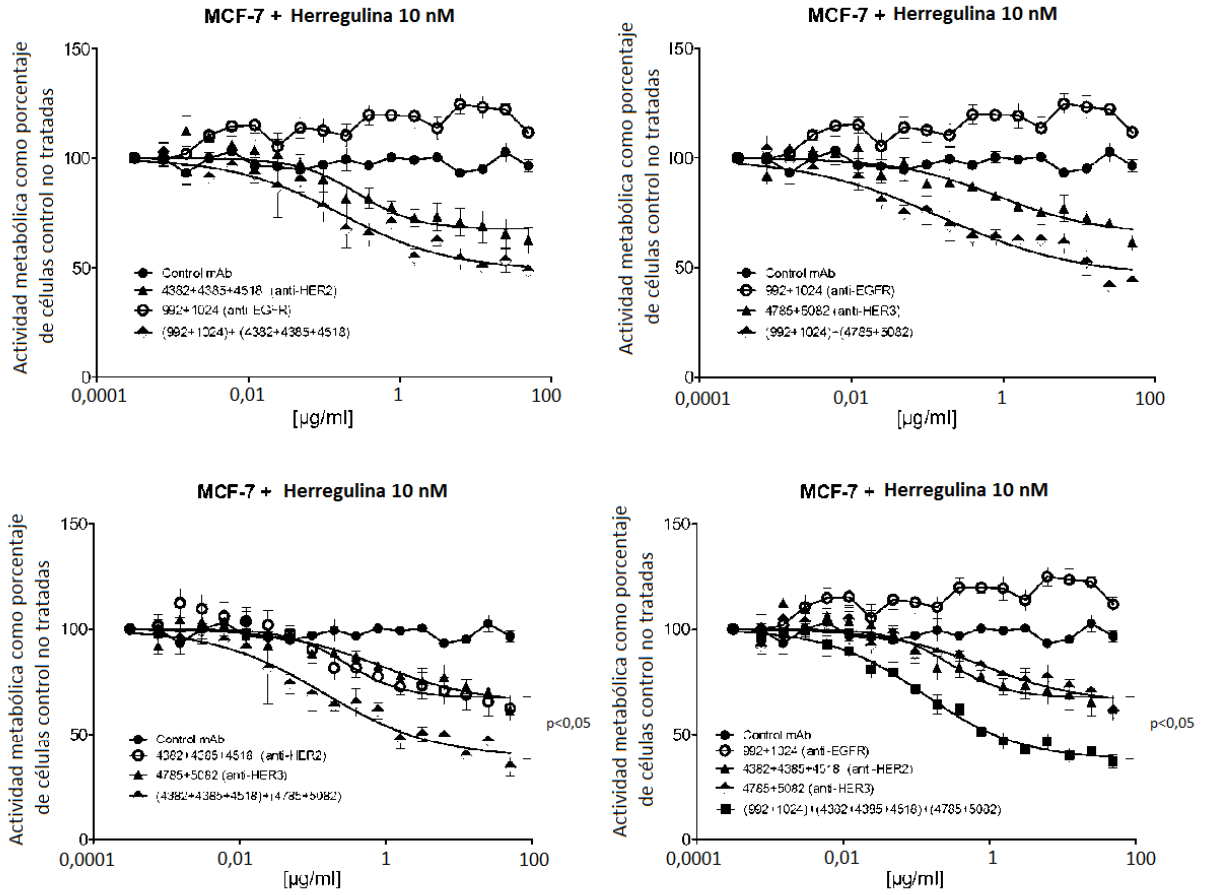 MCF-7 + Herregulina 10 nM
Actividad metabólica como porcentaje
de células control no tratadas
150
100
50
0
Control mAb
4382+4385+4518 (anti-HER2)
992+1024 (anti-EGFR)
(992+1024)+(4382+4385+4518)
0,0001
0,01
1
100
[µg/ml]
MCF-7 + Herregulina 10 nM
Actividad metabólica como porcentaje
de células control no tratadas
150
100
50
0
Control mAb
992+1024 (anti-EGFR)
4785+5082 (anti-HER3)
(992+1024)+(4785+5082)
0,0001
0,01
1
100
[µg/ml]
MCF-7 + Herregulina 10 nM
Actividad metabólica como porcentaje
de células control no tratadas
150
100
50
0
Control mAb
4382+4385+4518 (anti-HER2)
4785+5082 (anti-HER3)
(4382+4385+4518)+(4785+5082)
p<0,05
0,0001
0,01
1
100
[µg/ml]
MCF-7 + Herregulina 10 nM
Actividad metabólica como porcentaje
de células control no tratadas
150
100
50
0
Control mAb
992+1024 (anti-EGFR)
4382+4385+4518 (anti-HER2)
4785+5082 (anti-HER3)
(992+1024)+(4382+4385+4518)+(4785+5082)
p<0,05
0,0001
0,01
1
100
[µg/ml]